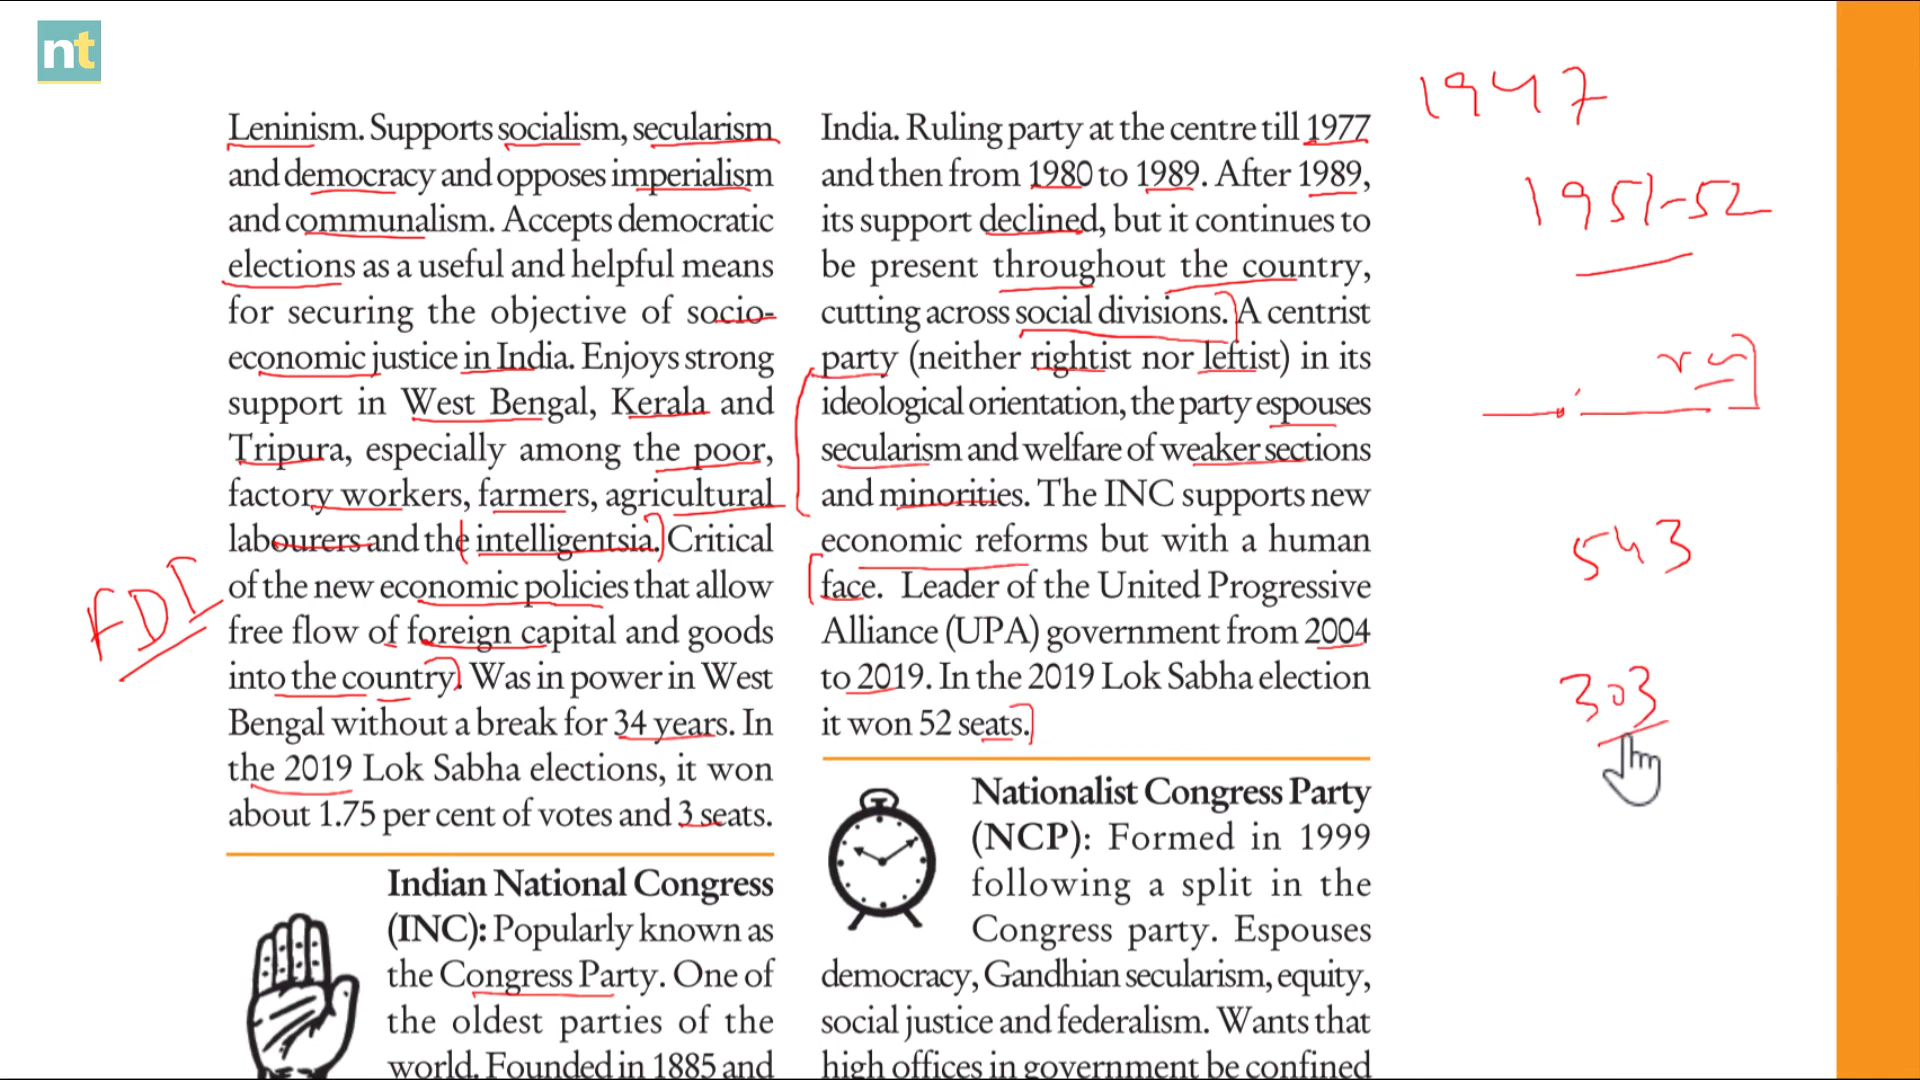 nt
Leninism. Supports socialism, secularism
and democracy and opposes imperialism
and communalism. Accepts democratic
elections as a useful and helpful means
for securing the objective of socio-
economic justice in India. Enjoys strong
support in West Bengal, Kerala and
Tripura, especially among the poor,
factory workers, farmers, agricultural
labourers and the intelligentsia. Critical
of the new economic policies that allow
free flow of foreign capital and goods
into the country. Was in power in West
Bengal without a break for 34 years. In
the 2019 Lok Sabha elections, it won
about 1.75 per cent of votes and 3 seats.
FDI
Indian National Congress
(INC): Popularly known as
the Congress Party. One of
the oldest parties of the
world. Founded in 1885 and
India. Ruling party at the centre till 1977
and then from 1980 to 1989. After 1989,
its support declined, but it continues to
be present throughout the country,
cutting across social divisions. A centrist
party (neither rightist nor leftist) in its
ideological orientation, the party espouses
secularism and welfare of weaker sections
and minorities. The INC supports new
economic reforms but with a human
face. Leader of the United Progressive
Alliance (UPA) government from 2004
to 2019. In the 2019 Lok Sabha election
it won 52 seats.
Nationalist Congress Party
(NCP): Formed in 1999
following a split in the
Congress party. Espouses
democracy, Gandhian secularism, equity,
social justice and federalism. Wants that
high offices in government be confined
1947
1951-52
543
303